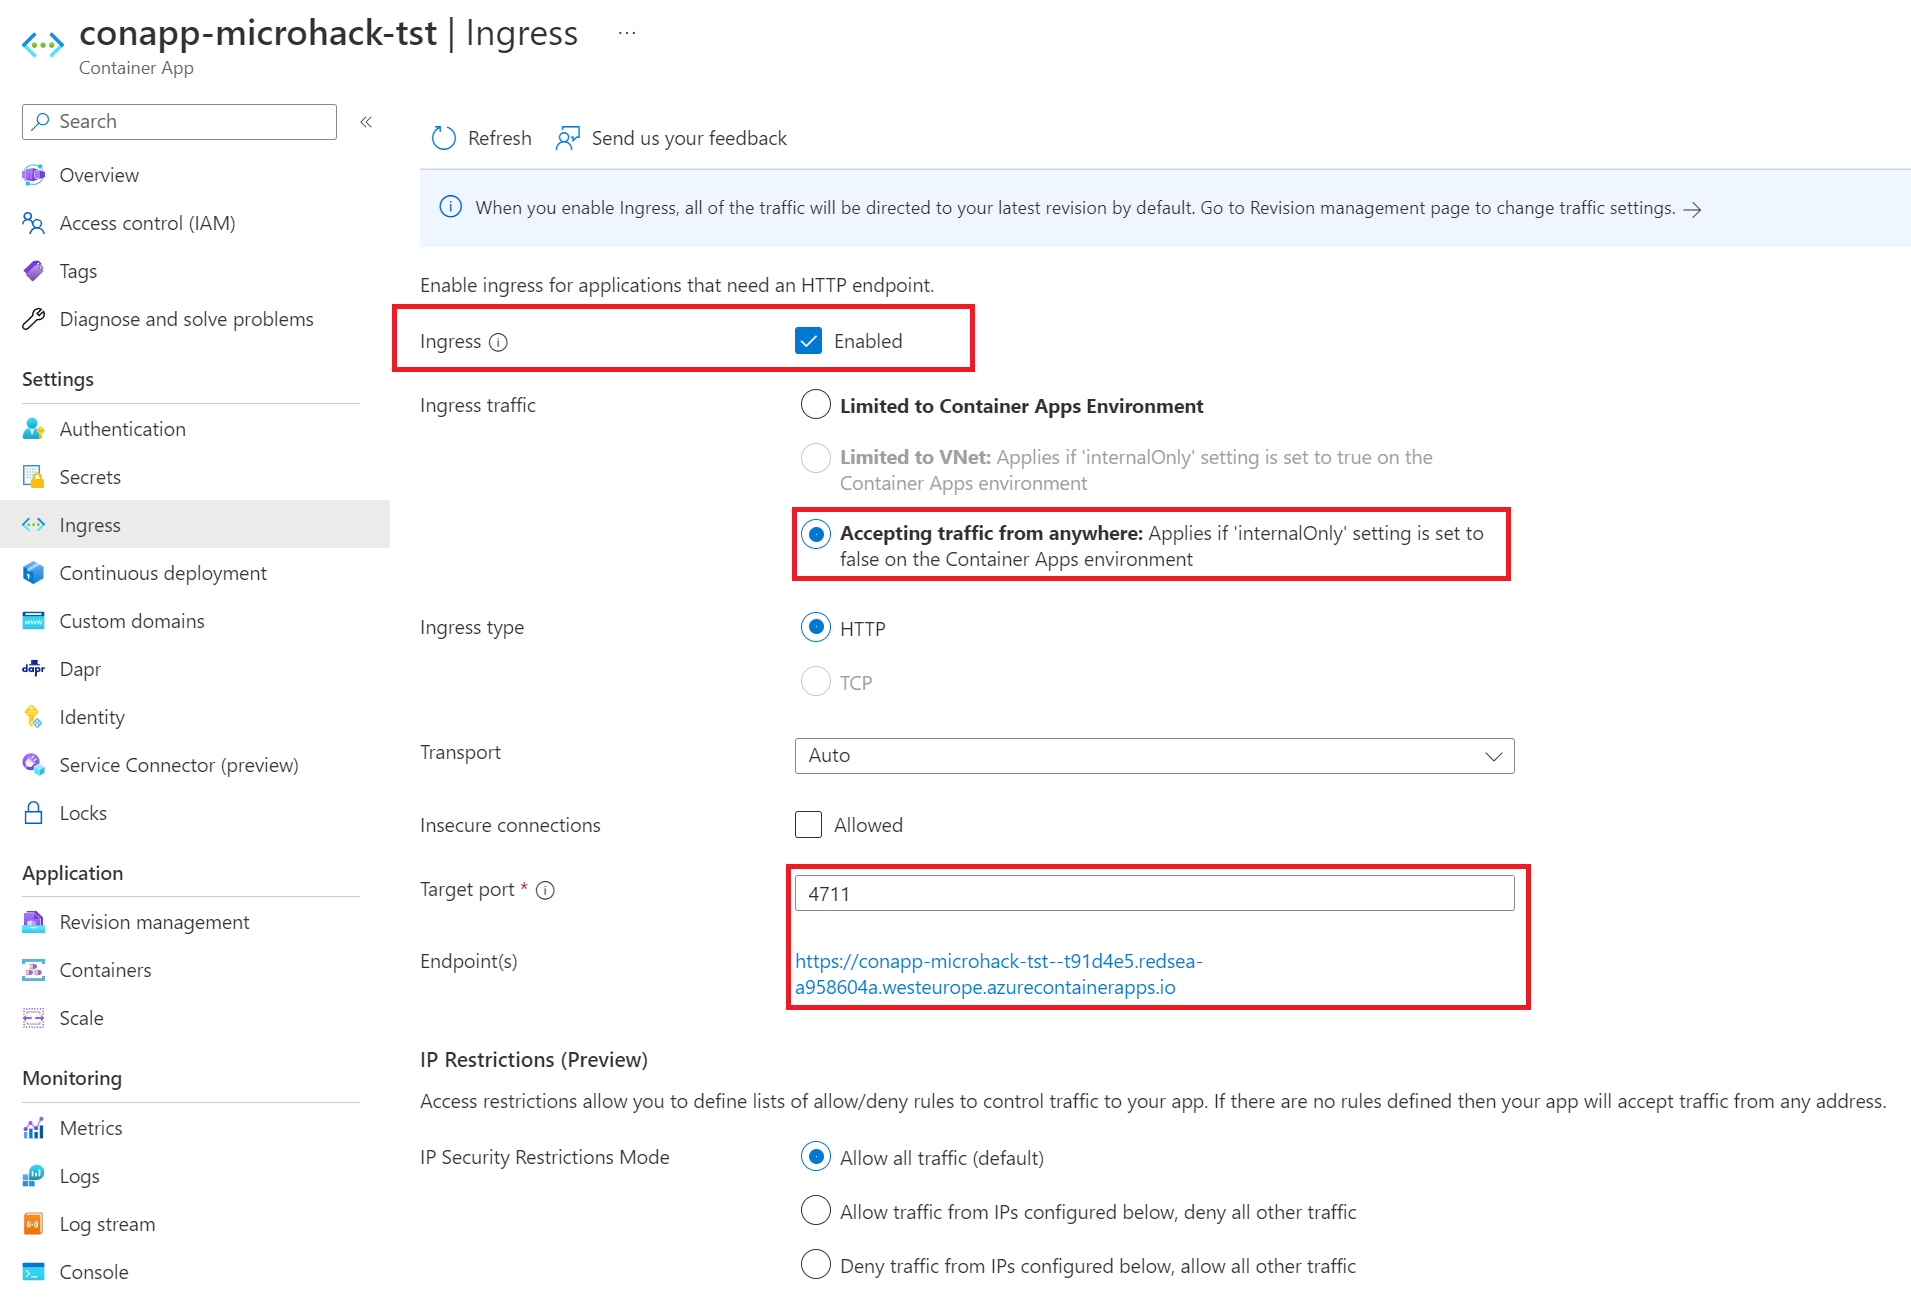 conapp-microhack-tst | Ingress ...
Container App
Search «
Overview
Access control (IAM)
Tags
Diagnose and solve problems
Settings
Authentication
Secrets
Ingress
Continuous deployment
Custom domains
dapr Dapr
Identity
Service Connector (preview)
Locks
Application
Revision management
Containers
Scale
Monitoring
Metrics
Logs
Log stream
Console
Refresh Send us your feedback
When you enable Ingress, all of the traffic will be directed to your latest revision by default. Go to Revision management page to change traffic settings. →
Enable ingress for applications that need an HTTP endpoint.
Ingress Enabled
Ingress traffic Limited to Container Apps Environment
Limited to VNet: Applies if 'internalOnly' setting is set to true on the
Container Apps environment
Accepting traffic from anywhere: Applies if 'internalOnly' setting is set to
false on the Container Apps environment
Ingress type HTTP
TCP
Transport Auto
Insecure connections Allowed
Target port * 4711
Endpoint(s) https://conapp-microhack-tst--t91d4e5.redsea-
a958604a.westeurope.azurecontainerapps.io
IP Restrictions (Preview)
Access restrictions allow you to define lists of allow/deny rules to control traffic to your app. If there are no rules defined then your app will accept traffic from any address.
IP Security Restrictions Mode Allow all traffic (default)
Allow traffic from IPs configured below, deny all other traffic
Deny traffic from IPs configured below, allow all other traffic